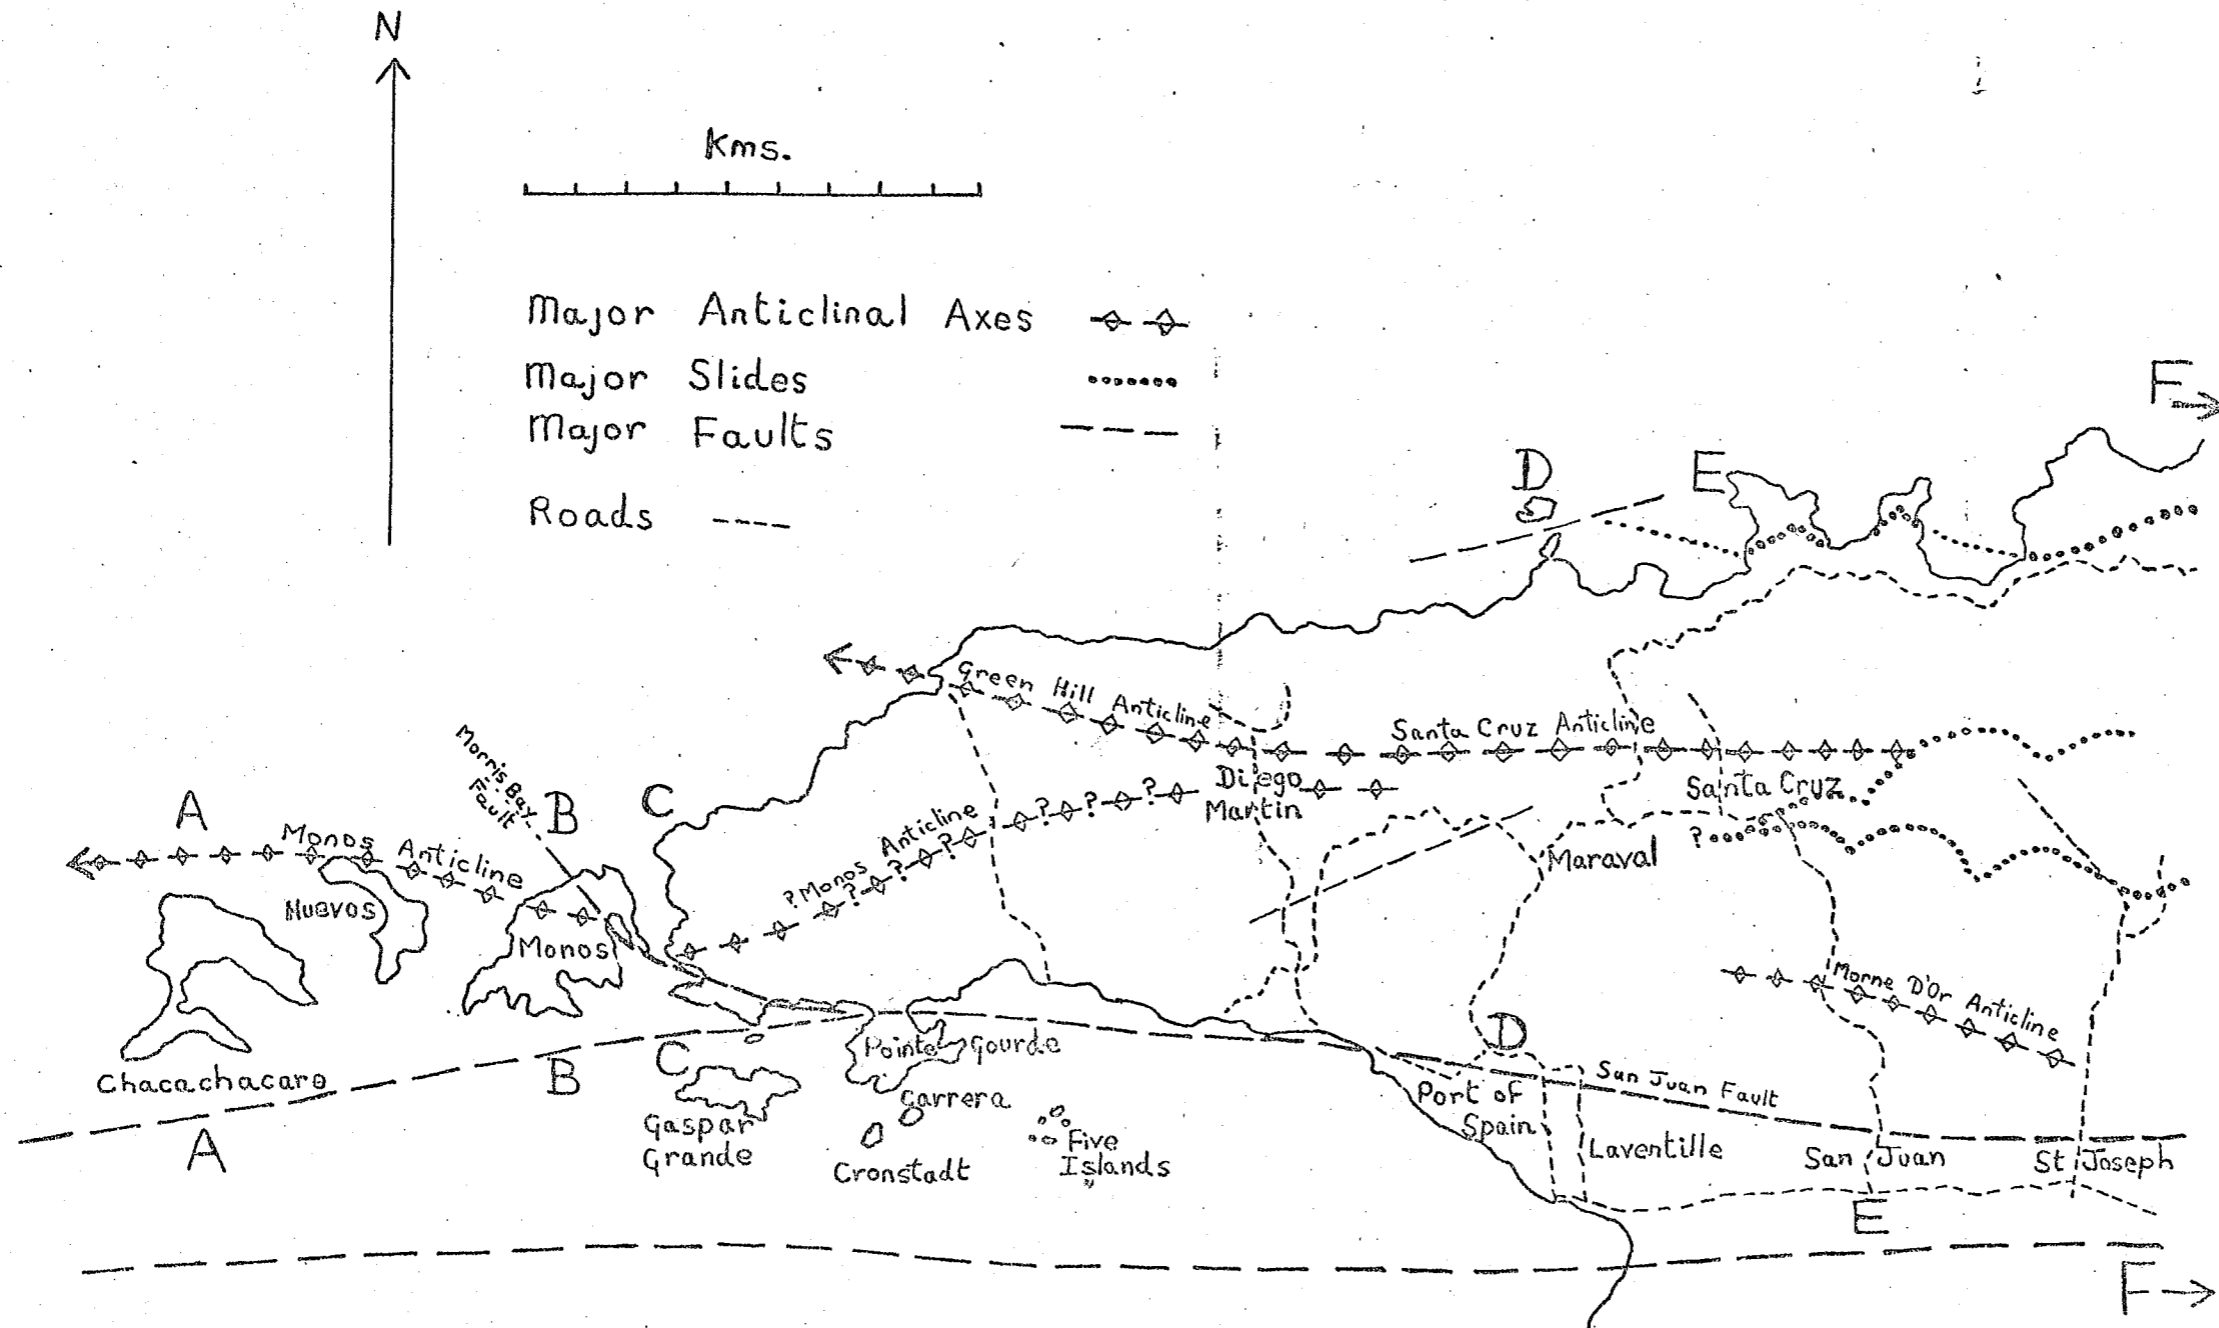 N
Kms.
Major Anticlinal Axes
Major Slides
Major Faults
Roads
F
D
E
Green Hill Anticline
Santa Cruz Anticline
Morris Bay
Fault
A
B
C
Monos Anticline
? Monos Anticline
? ? ? ? ? ?
Diego
Martin
Santa Cruz
?
Maraval
Nuevos
Monos
Morne D'Or Anticline
Chacachacaro
A
B
C
Pointe Gourde
D
San Juan Fault
Port of
Spain
Gaspar
Grande
Carrera
Cronstadt
Five
Islands
Laventille
San Juan
St Joseph
E
F